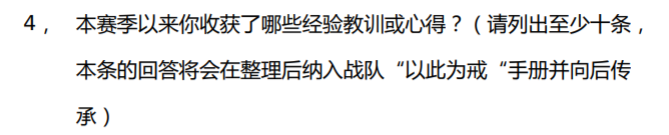 4， 本赛季以来你收获了哪些经验教训或心得？（请列出至少十条，
本条的回答将会在整理后纳入战队“以此为戒“手册并向后传
承）